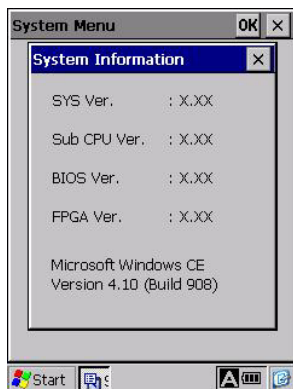 System Menu OK
System Information
SYS Ver. : X.XX
Sub CPU Ver. : X.XX
BIOS Ver. : X.XX
FPGA Ver. : X.XX
Microsoft Windows CE
Version 4.10 (Build 908)
Start A